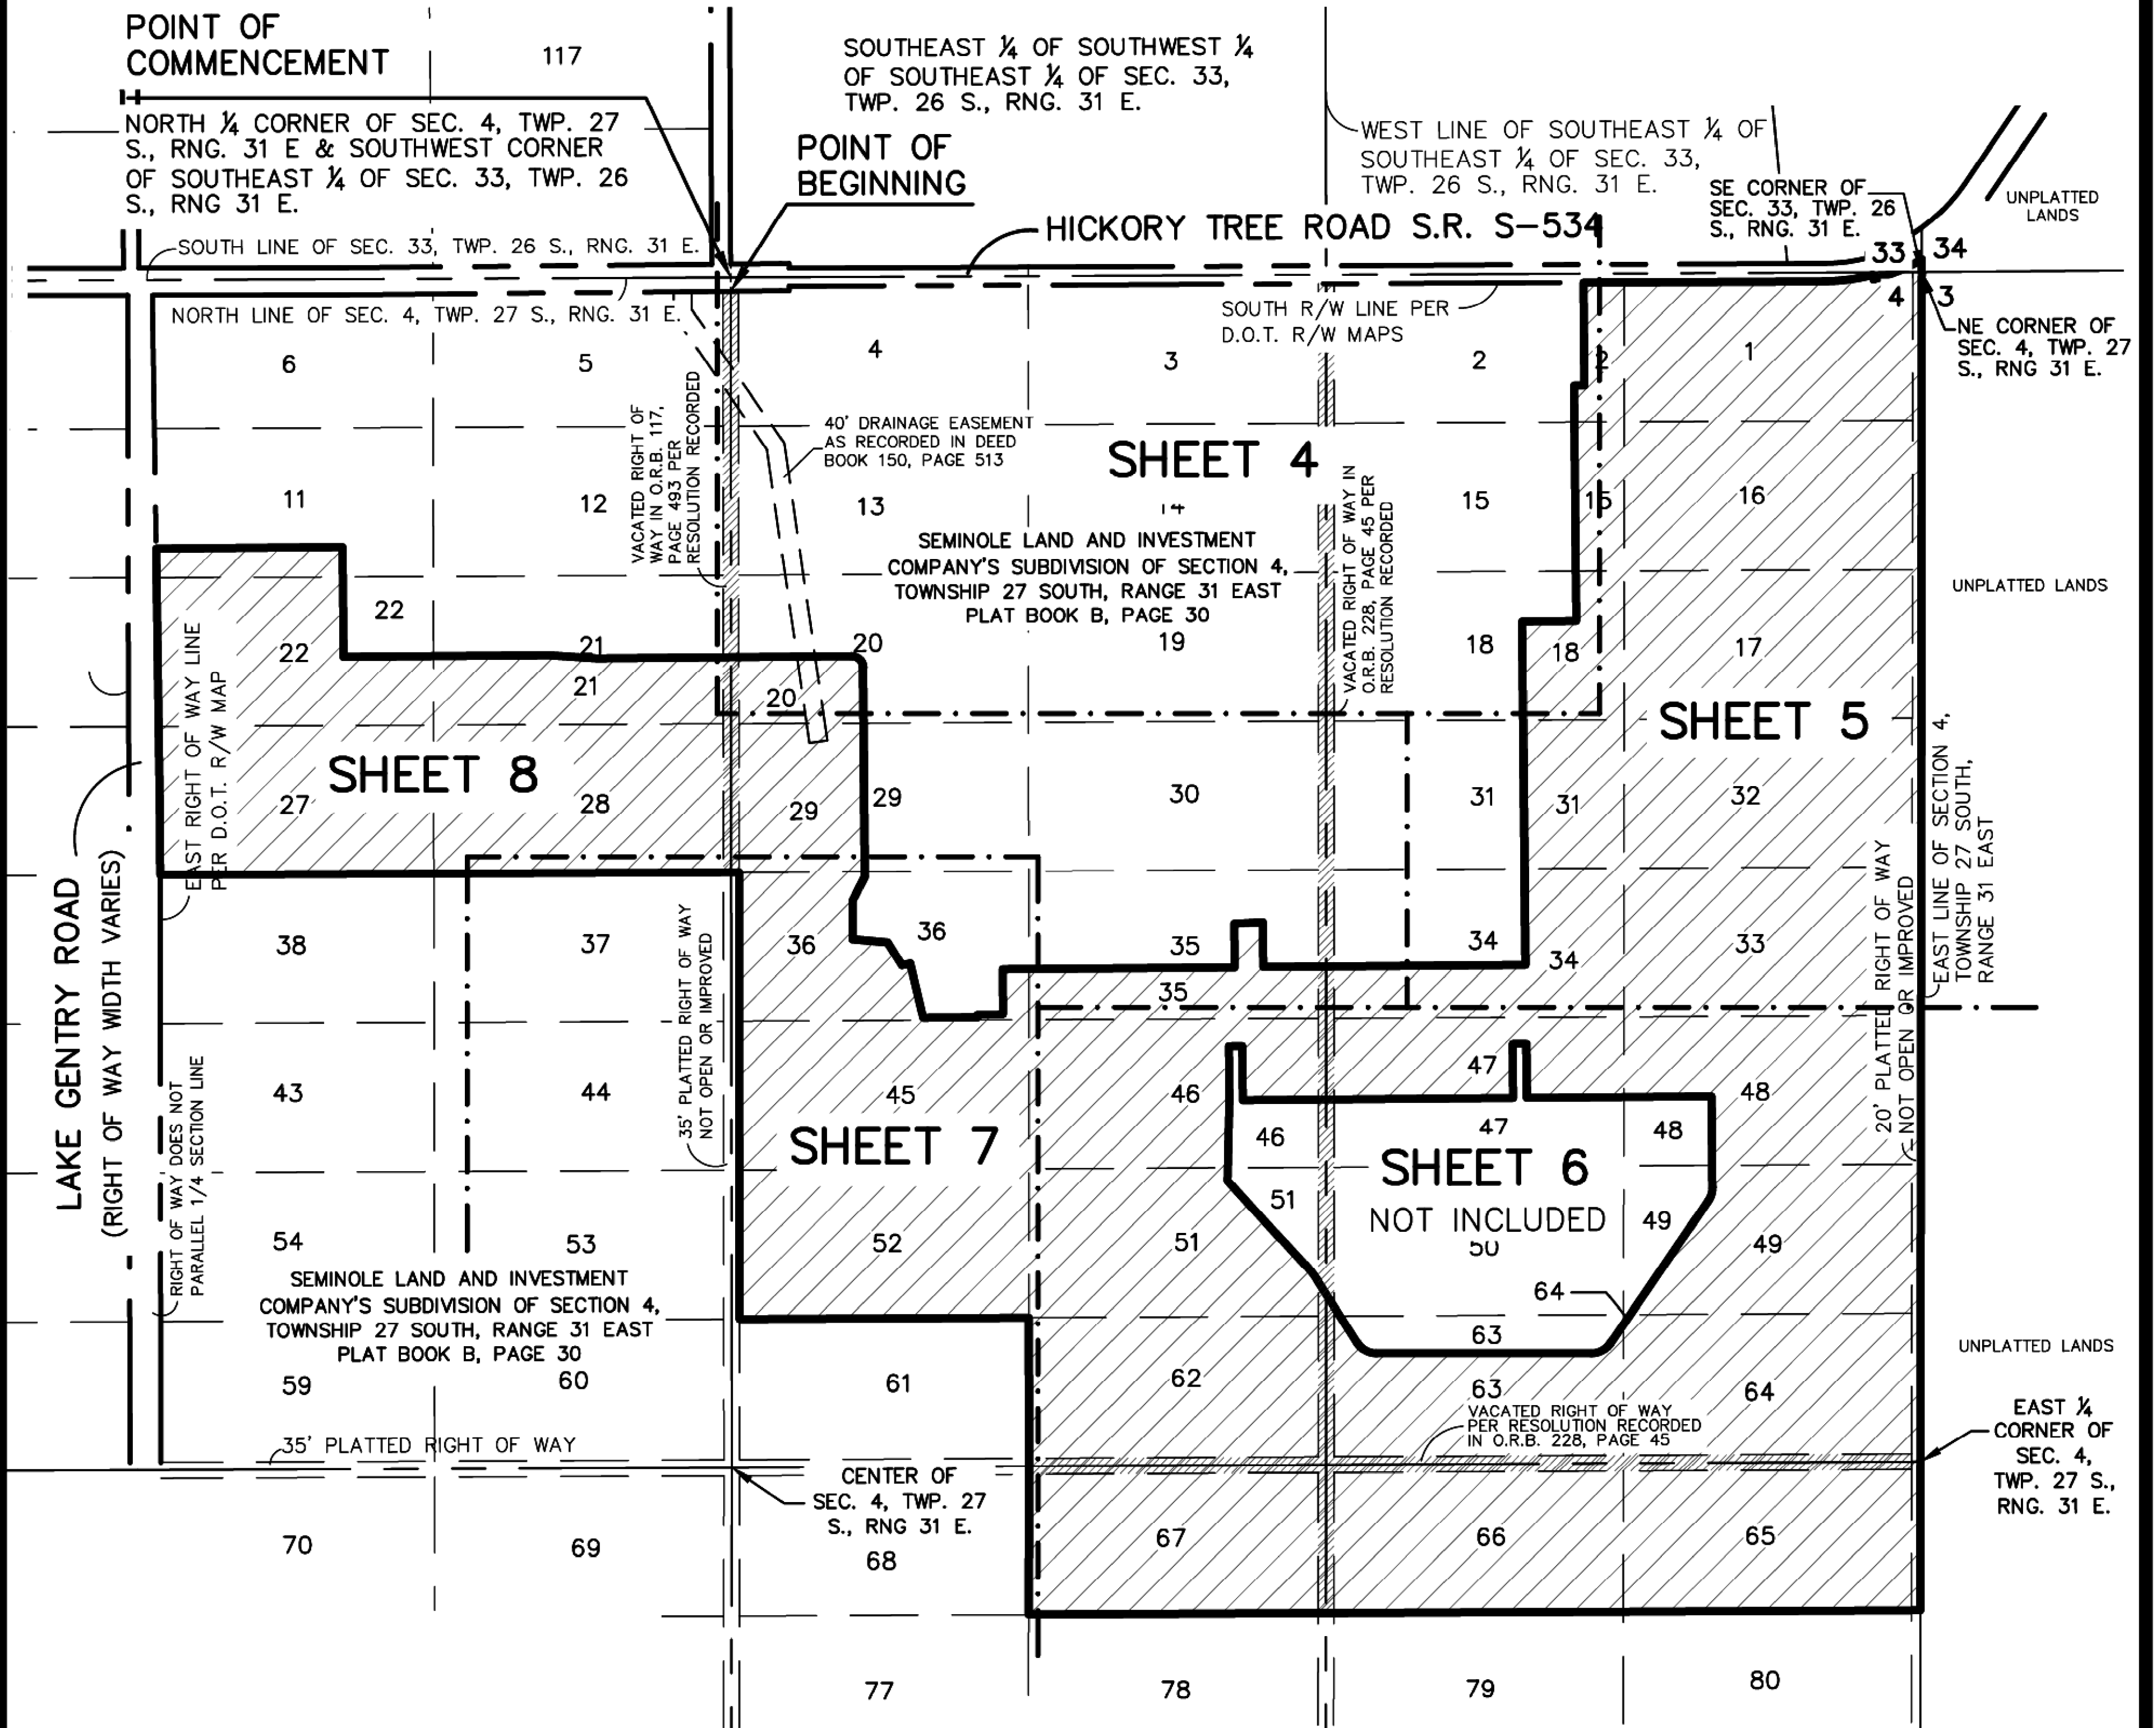 POINT OF
COMMENCEMENT
117
SOUTHEAST ¼ OF SOUTHWEST ¼
OF SOUTHEAST ¼ OF SEC. 33,
TWP. 26 S., RNG. 31 E.
NORTH ¼ CORNER OF SEC. 4, TWP. 27
S., RNG. 31 E & SOUTHWEST CORNER
OF SOUTHEAST ¼ OF SEC. 33, TWP. 26
S., RNG 31 E.
POINT OF
BEGINNING
WEST LINE OF SOUTHEAST ¼ OF
SOUTHEAST ¼ OF SEC. 33,
TWP. 26 S., RNG. 31 E.
SE CORNER OF
SEC. 33, TWP. 26
S., RNG. 31 E.
UNPLATTED
LANDS
HICKORY TREE ROAD S.R. S-534
SOUTH LINE OF SEC. 33, TWP. 26 S., RNG. 31 E.
33
34
4
3
NORTH LINE OF SEC. 4, TWP. 27 S., RNG. 31 E.
SOUTH R/W LINE PER
D.O.T. R/W MAPS
NE CORNER OF
SEC. 4, TWP. 27
S., RNG 31 E.
6
5
4
3
2
2
1
VACATED RIGHT OF
WAY IN O.R.B. 117,
PAGE 493 PER
RESOLUTION RECORDED
40' DRAINAGE EASEMENT
AS RECORDED IN DEED
BOOK 150, PAGE 513
SHEET 4
11
12
13
14
15
15
16
SEMINOLE LAND AND INVESTMENT
COMPANY'S SUBDIVISION OF SECTION 4,
TOWNSHIP 27 SOUTH, RANGE 31 EAST
PLAT BOOK B, PAGE 30
VACATED RIGHT OF WAY IN
O.R.B. 228, PAGE 45 PER
RESOLUTION RECORDED
UNPLATTED LANDS
22
22
21
21
20
20
19
18
18
17
EAST RIGHT OF WAY LINE
PER D.O.T. R/W MAP
SHEET 8
SHEET 5
27
28
29
29
30
31
31
32
EAST LINE OF SECTION 4,
TOWNSHIP 27 SOUTH,
RANGE 31 EAST
LAKE GENTRY ROAD
(RIGHT OF WAY WIDTH VARIES)
38
37
36
36
35
35
34
34
33
35' PLATTED RIGHT OF WAY
NOT OPEN OR IMPROVED
20' PLATTED RIGHT OF WAY
NOT OPEN OR IMPROVED
RIGHT OF WAY DOES NOT
PARALLEL 1/4 SECTION LINE
43
44
45
46
46
47
47
48
48
SHEET 7
SHEET 6
NOT INCLUDED
54
53
52
51
51
50
49
49
SEMINOLE LAND AND INVESTMENT
COMPANY'S SUBDIVISION OF SECTION 4,
TOWNSHIP 27 SOUTH, RANGE 31 EAST
PLAT BOOK B, PAGE 30
64
63
UNPLATTED LANDS
59
60
61
62
63
64
VACATED RIGHT OF WAY
PER RESOLUTION RECORDED
IN O.R.B. 228, PAGE 45
35' PLATTED RIGHT OF WAY
EAST ¼
CORNER OF
SEC. 4,
TWP. 27 S.,
RNG. 31 E.
CENTER OF
SEC. 4, TWP. 27
S., RNG 31 E.
70
69
68
67
66
65
77
78
79
80